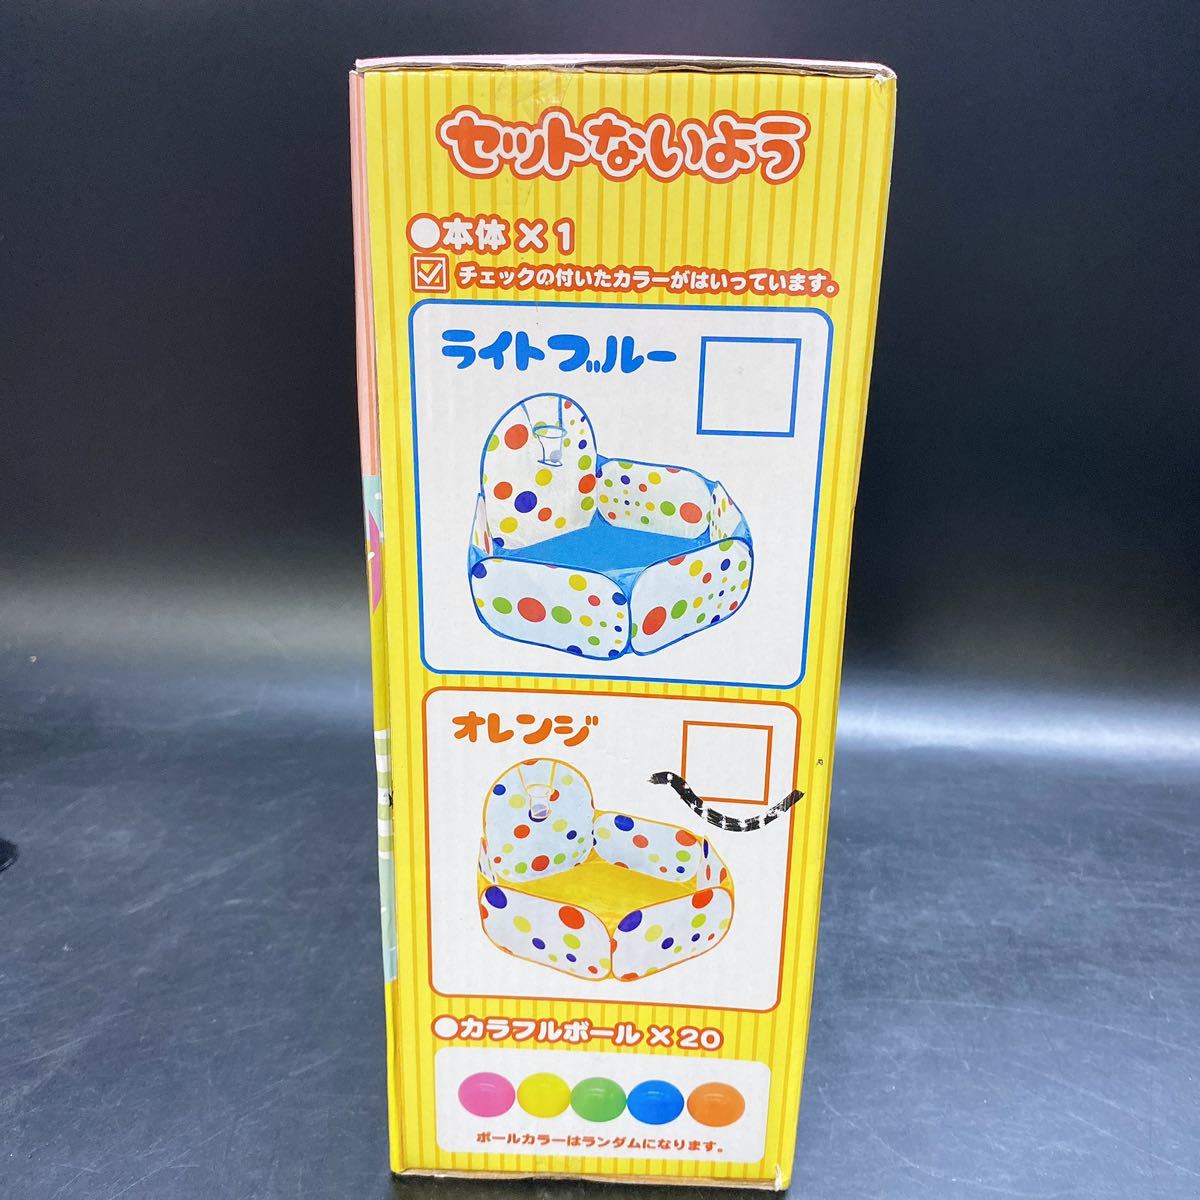 セットないよう
●本体×1
チェックの付いたカラーがはいっています。
ライトブルー
オレンジ
●カラフルボール×20
ボールカラーはランダムになります。